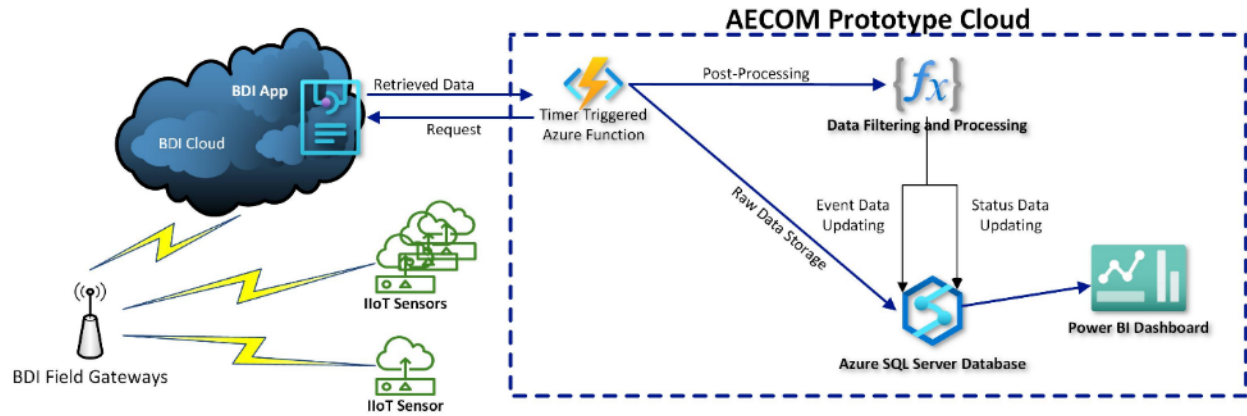 AECOM Prototype Cloud
BDI App
BDI Cloud
Retrieved Data
Request
Timer Triggered
Azure Function
Post-Processing
{fx}
Data Filtering and Processing
Raw Data Storage
Event Data
Updating
Status Data
Updating
IIoT Sensors
Power BI Dashboard
Azure SQL Server Database
BDI Field Gateways
IIoT Sensor